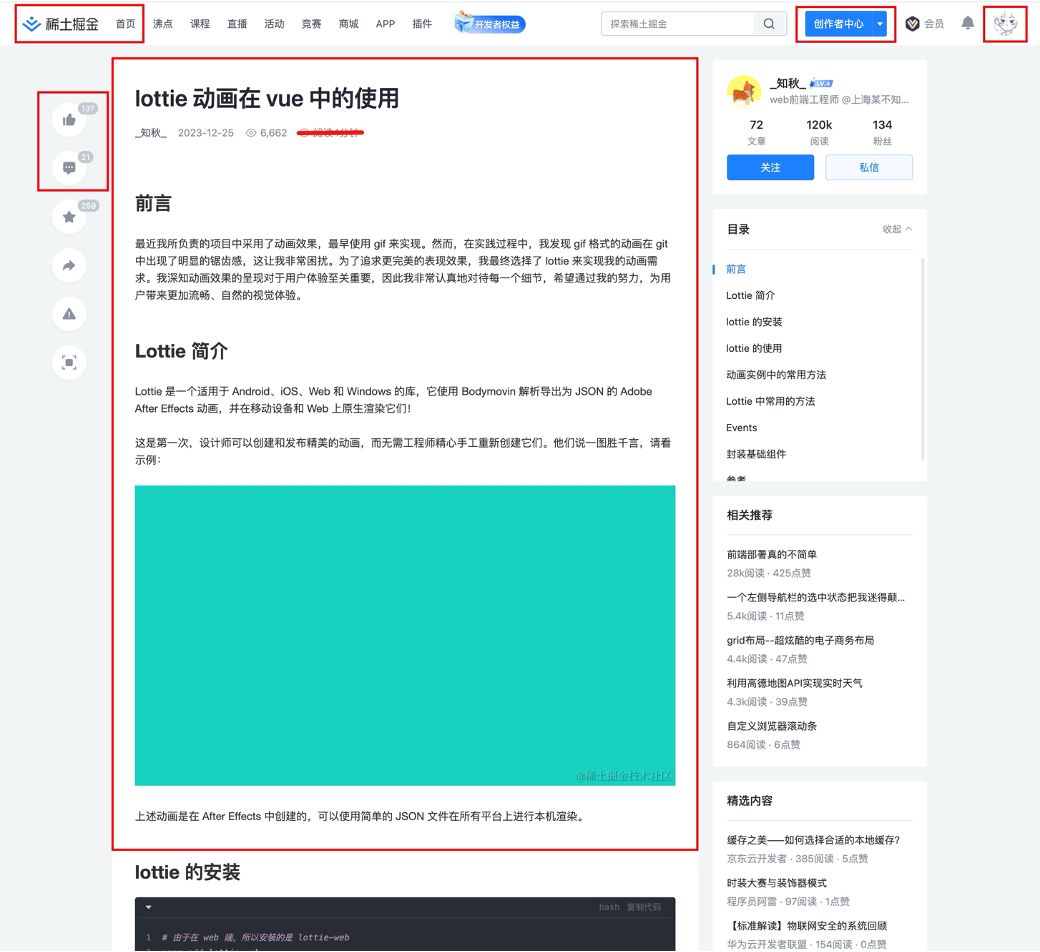 稀土掘金 首页 沸点 课程 直播 活动 竞赛 商城 APP 插件 开发者权益 探索稀土掘金 创作者中心 会员
137
21
259
lottie 动画在 vue 中的使用
_知秋_ 2023-12-25 6,662
前言
最近我所负责的项目中采用了动画效果，最早使用 gif 来实现。然而，在实践过程中，我发现 gif 格式的动画在 git
中出现了明显的锯齿感，这让我非常困扰。为了追求更完美的表现效果，我最终选择了 lottie 来实现我的动画需
求。我深知动画效果的呈现对于用户体验至关重要，因此我非常认真地对待每一个细节，希望通过我的努力，为用
户带来更加流畅、自然的视觉体验。
Lottie 简介
Lottie 是一个适用于 Android、iOS、Web 和 Windows 的库，它使用 Bodymovin 解析导出为 JSON 的 Adobe
After Effects 动画，并在移动设备和 Web 上原生渲染它们！
这是第一次，设计师可以创建和发布精美的动画，而无需工程师精心手工重新创建它们。他们说一图胜千言，请看
示例：
@稀土掘金技术社区
上述动画是在 After Effects 中创建的，可以使用简单的 JSON 文件在所有平台上进行本机渲染。
lottie 的安装
bash 复制代码
1 # 由于在 web 端，所以安装的是 lottie-web
_知秋_ LV.4
web前端工程师 @上海某不知...
72 120k 134
文章 阅读 粉丝
关注 私信
目录 收起
前言
Lottie 简介
lottie 的安装
lottie 的使用
动画实例中的常用方法
Lottie 中常用的方法
Events
封装基础组件
参考
相关推荐
前端部署真的不简单
28k阅读 · 425点赞
一个左侧导航栏的选中状态把我迷得颠...
5.4k阅读 · 11点赞
grid布局--超炫酷的电子商务布局
4.4k阅读 · 47点赞
利用高德地图API实现实时天气
4.3k阅读 · 39点赞
自定义浏览器滚动条
864阅读 · 6点赞
精选内容
缓存之美——如何选择合适的本地缓存?
京东云开发者 · 385阅读 · 5点赞
时装大赛与装饰器模式
程序员阿雷 · 97阅读 · 1点赞
【标准解读】物联网安全的系统回顾
华为云开发者联盟 · 154阅读 · 0点赞